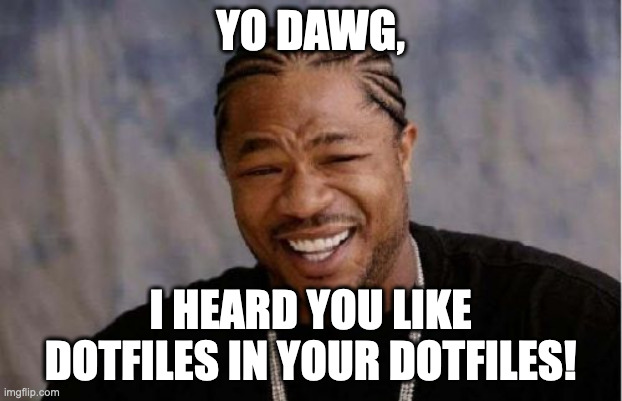 YO DAWG,
I HEARD YOU LIKE
DOTFILES IN YOUR DOTFILES!
imgflip.com